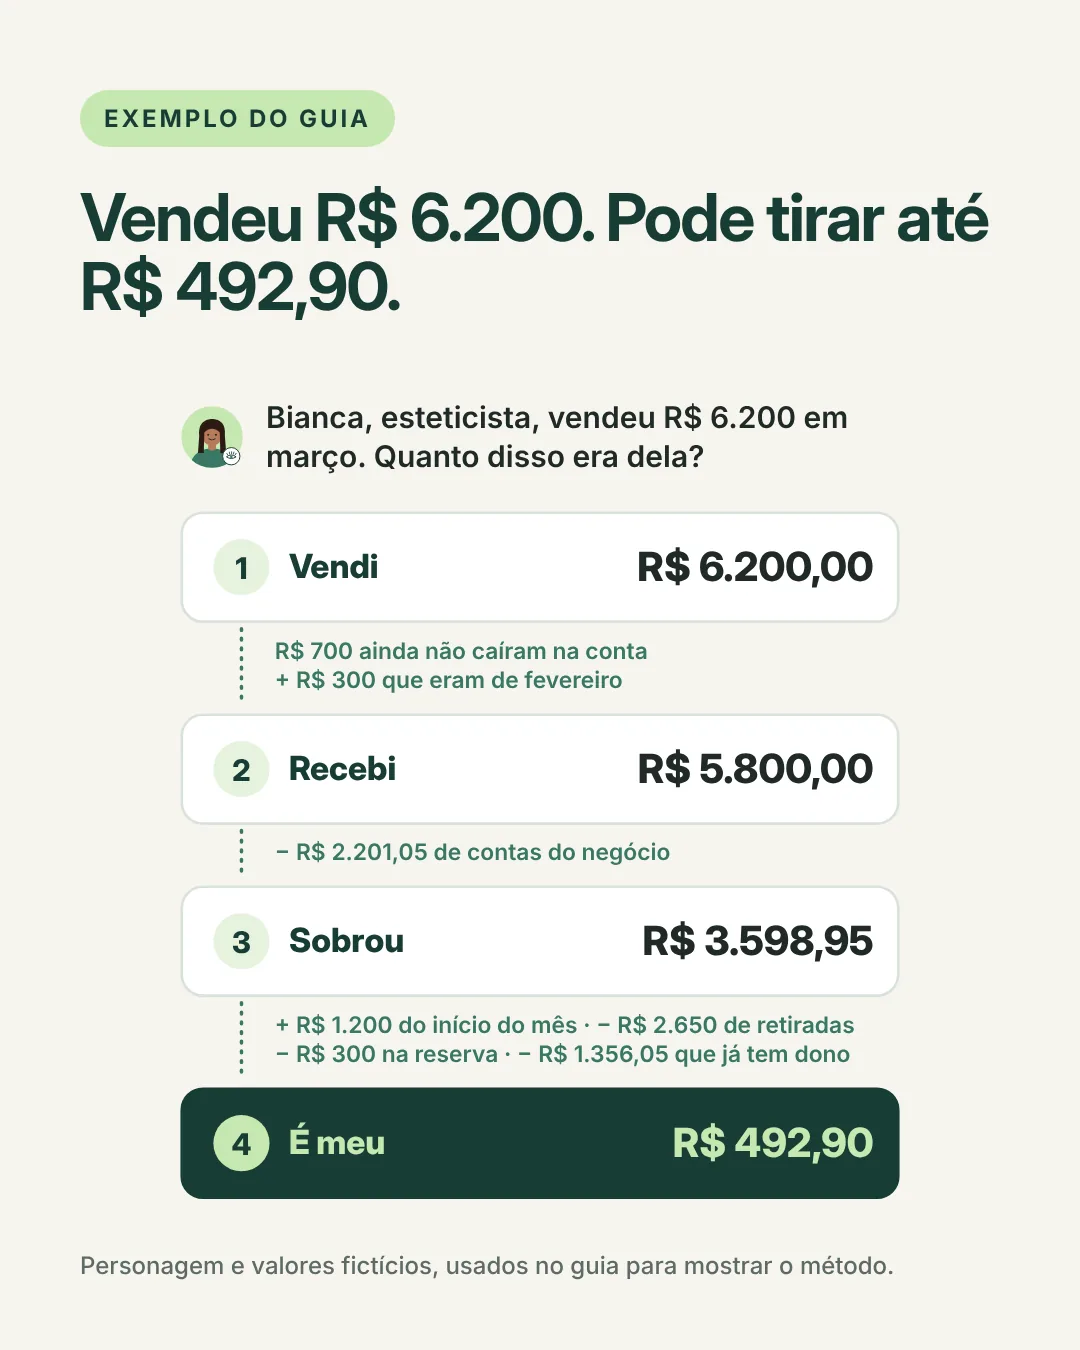 EXEMPLO DO GUIA
Vendeu R$ 6.200. Pode tirar até
R$ 492,90.
Bianca, esteticista, vendeu R$ 6.200 em
março. Quanto disso era dela?
1 Vendi R$ 6.200,00
R$ 700 ainda não caíram na conta
+ R$ 300 que eram de fevereiro
2 Recebi R$ 5.800,00
− R$ 2.201,05 de contas do negócio
3 Sobrou R$ 3.598,95
+ R$ 1.200 do início do mês · − R$ 2.650 de retiradas
− R$ 300 na reserva · − R$ 1.356,05 que já tem dono
4 É meu R$ 492,90
Personagem e valores fictícios, usados no guia para mostrar o método.